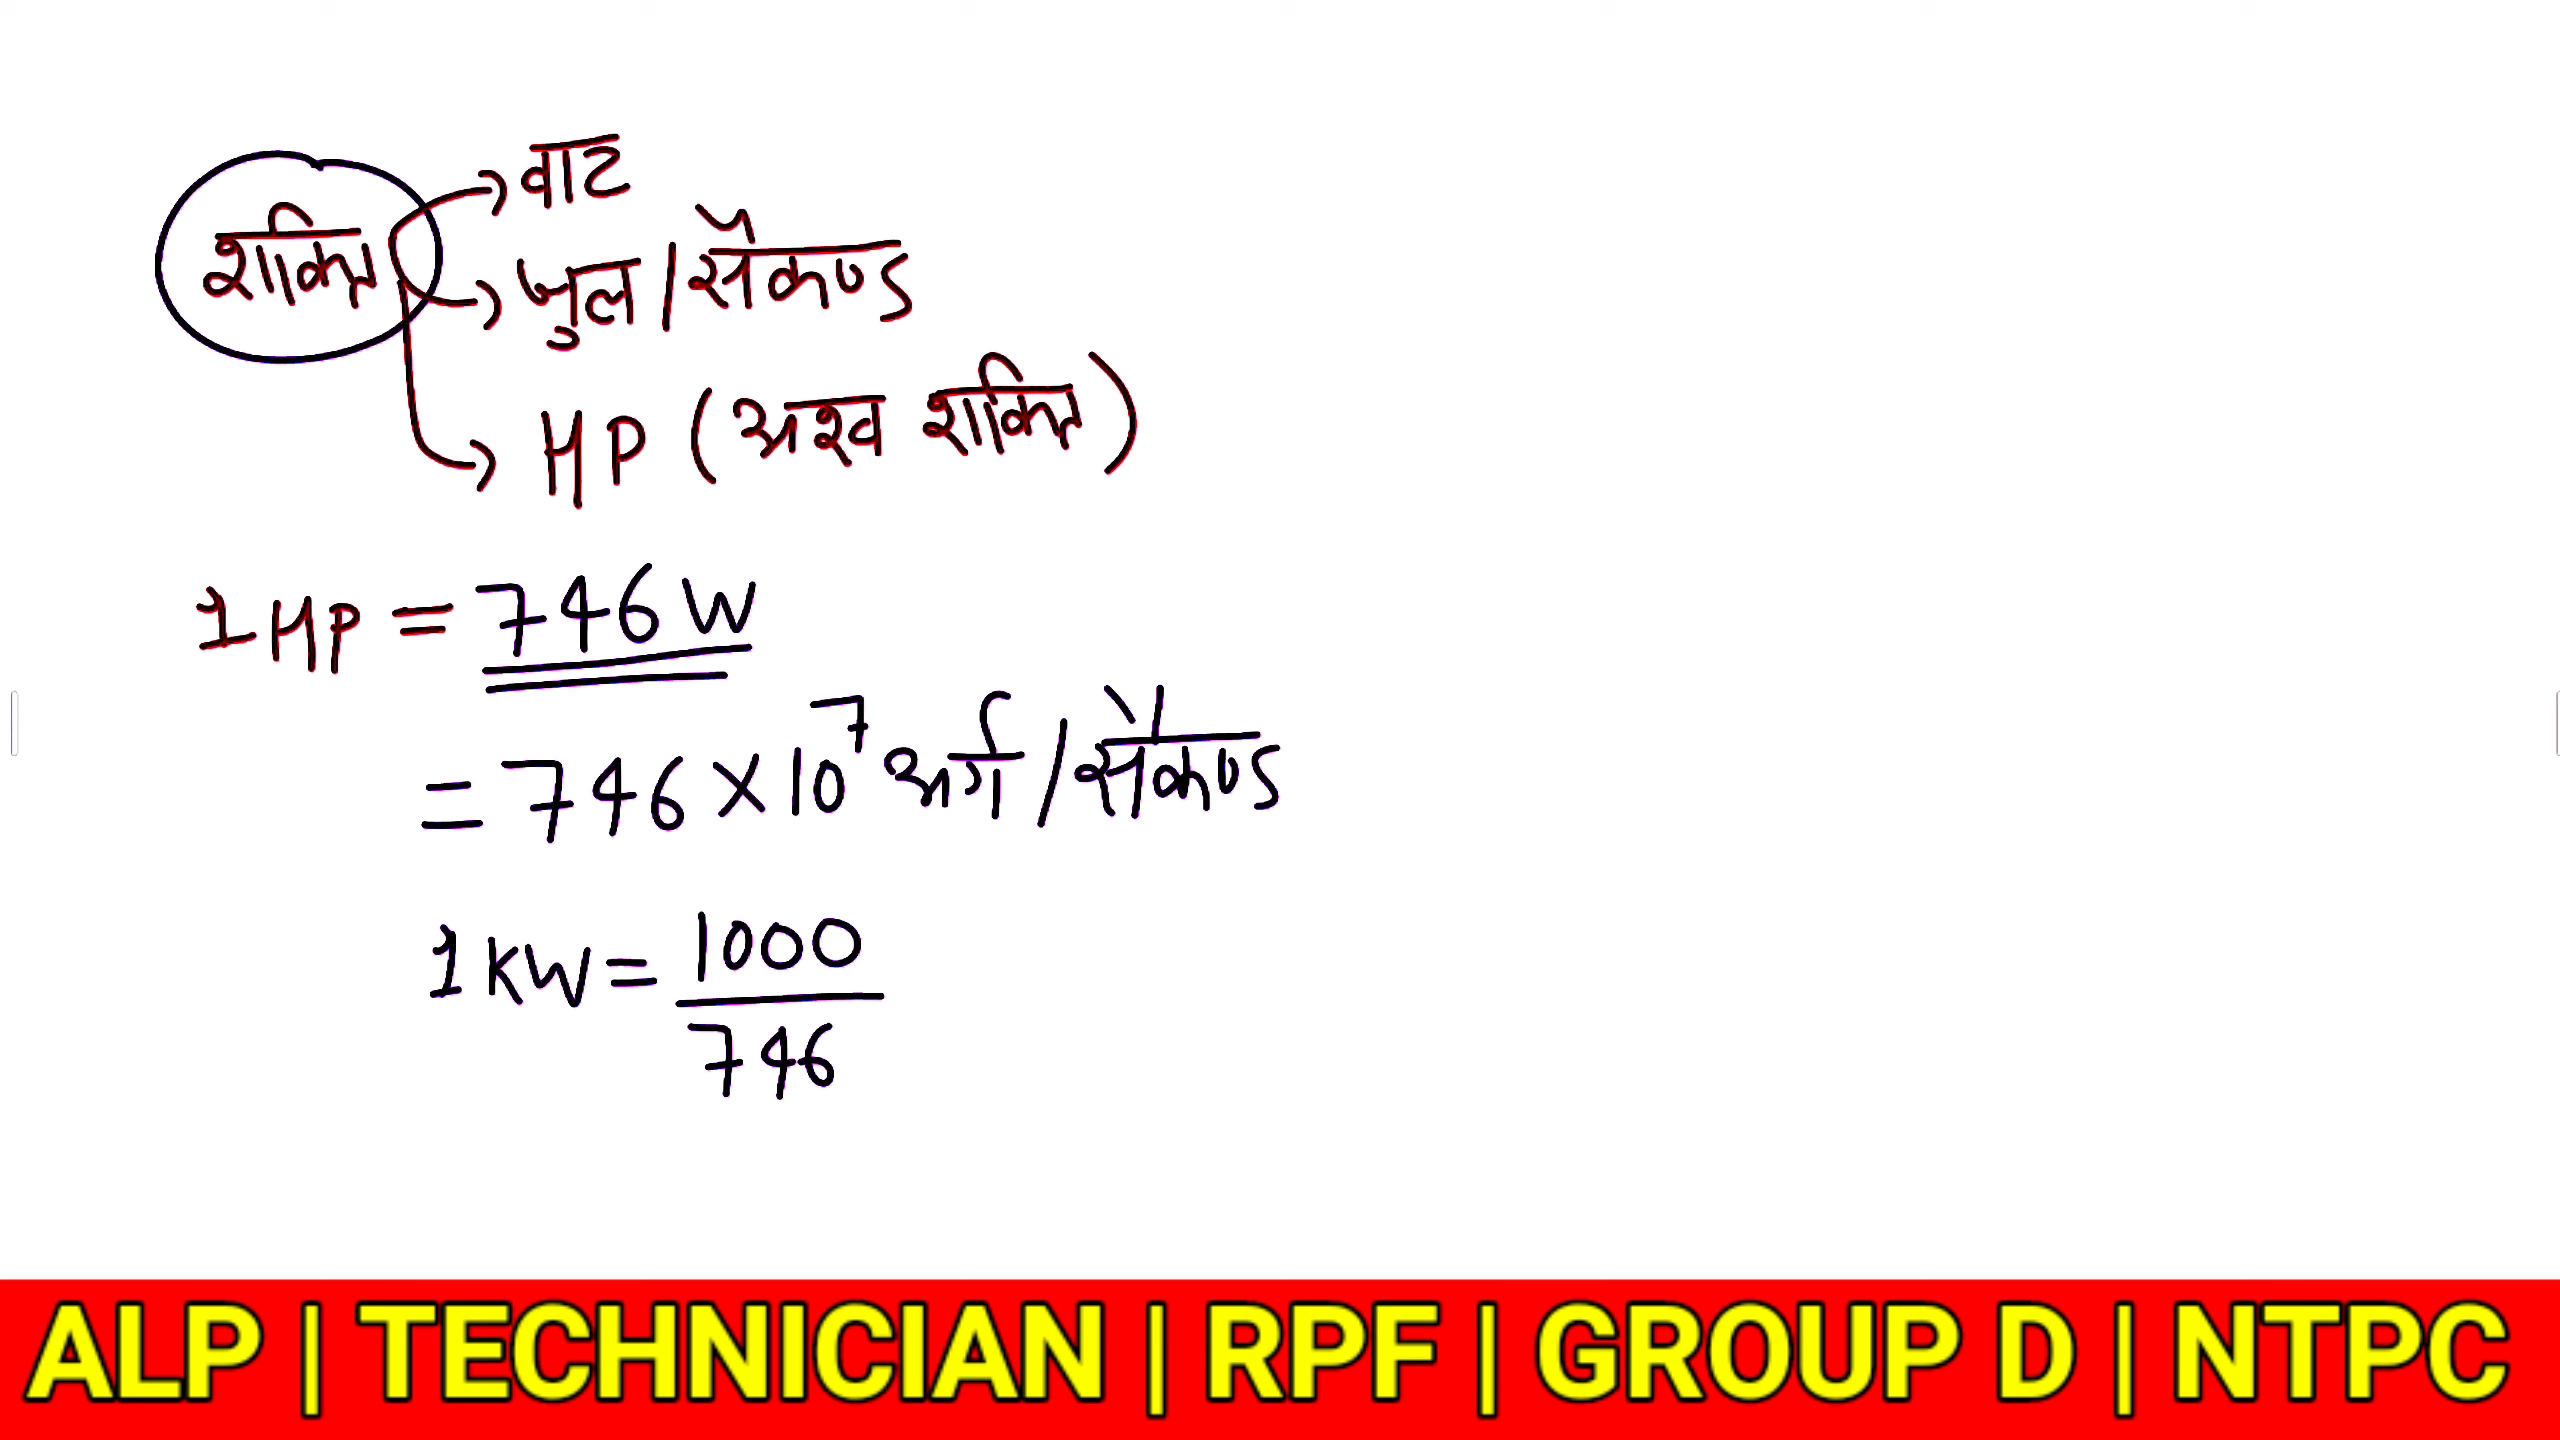 शक्ति → वाट
→ जुल/सेकण्ड
→ HP (अश्व शक्ति)
1 HP = 746 W
= 746 × 10⁷ अर्ग/सेकण्ड
1 KW = 1000/746
ALP | TECHNICIAN | RPF | GROUP D | NTPC